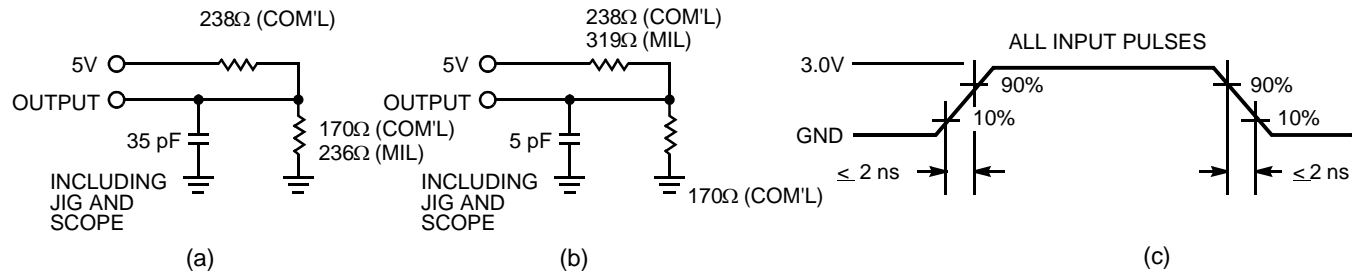 238Ω (COM'L)
5V
OUTPUT
35 pF
170Ω (COM'L)
236Ω (MIL)
INCLUDING
JIG AND
SCOPE
(a)
238Ω (COM'L)
319Ω (MIL)
5V
OUTPUT
5 pF
INCLUDING
JIG AND
SCOPE
170Ω (COM'L)
(b)
ALL INPUT PULSES
3.0V
90%
10%
GND
≤ 2 ns
90%
10%
≤2 ns
(c)